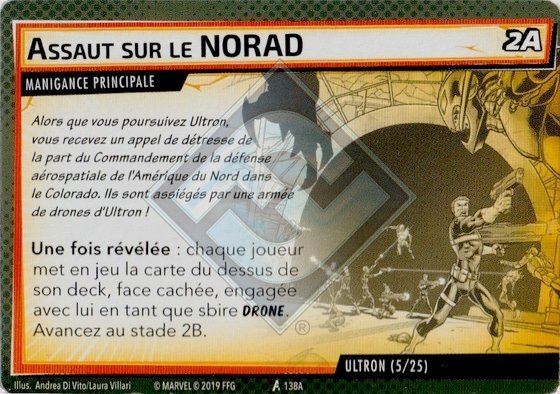 Assaut sur le NORAD
2A
MANIGANCE PRINCIPALE
Alors que vous poursuivez Ultron,
vous recevez un appel de détresse de
la part du Commandement de la défense
aérospatiale de l'Amérique du Nord dans
le Colorado. Ils sont assiégés par une armée
de drones d'Ultron !
Une fois révélée : chaque joueur
met en jeu la carte du dessus de
son deck, face cachée, engagée
avec lui en tant que sbire DRONE.
Avancez au stade 2B.
®
ULTRON (5/25)
Illus. Andrea Di Vito/Laura Villari © MARVEL © 2019 FFG 138A